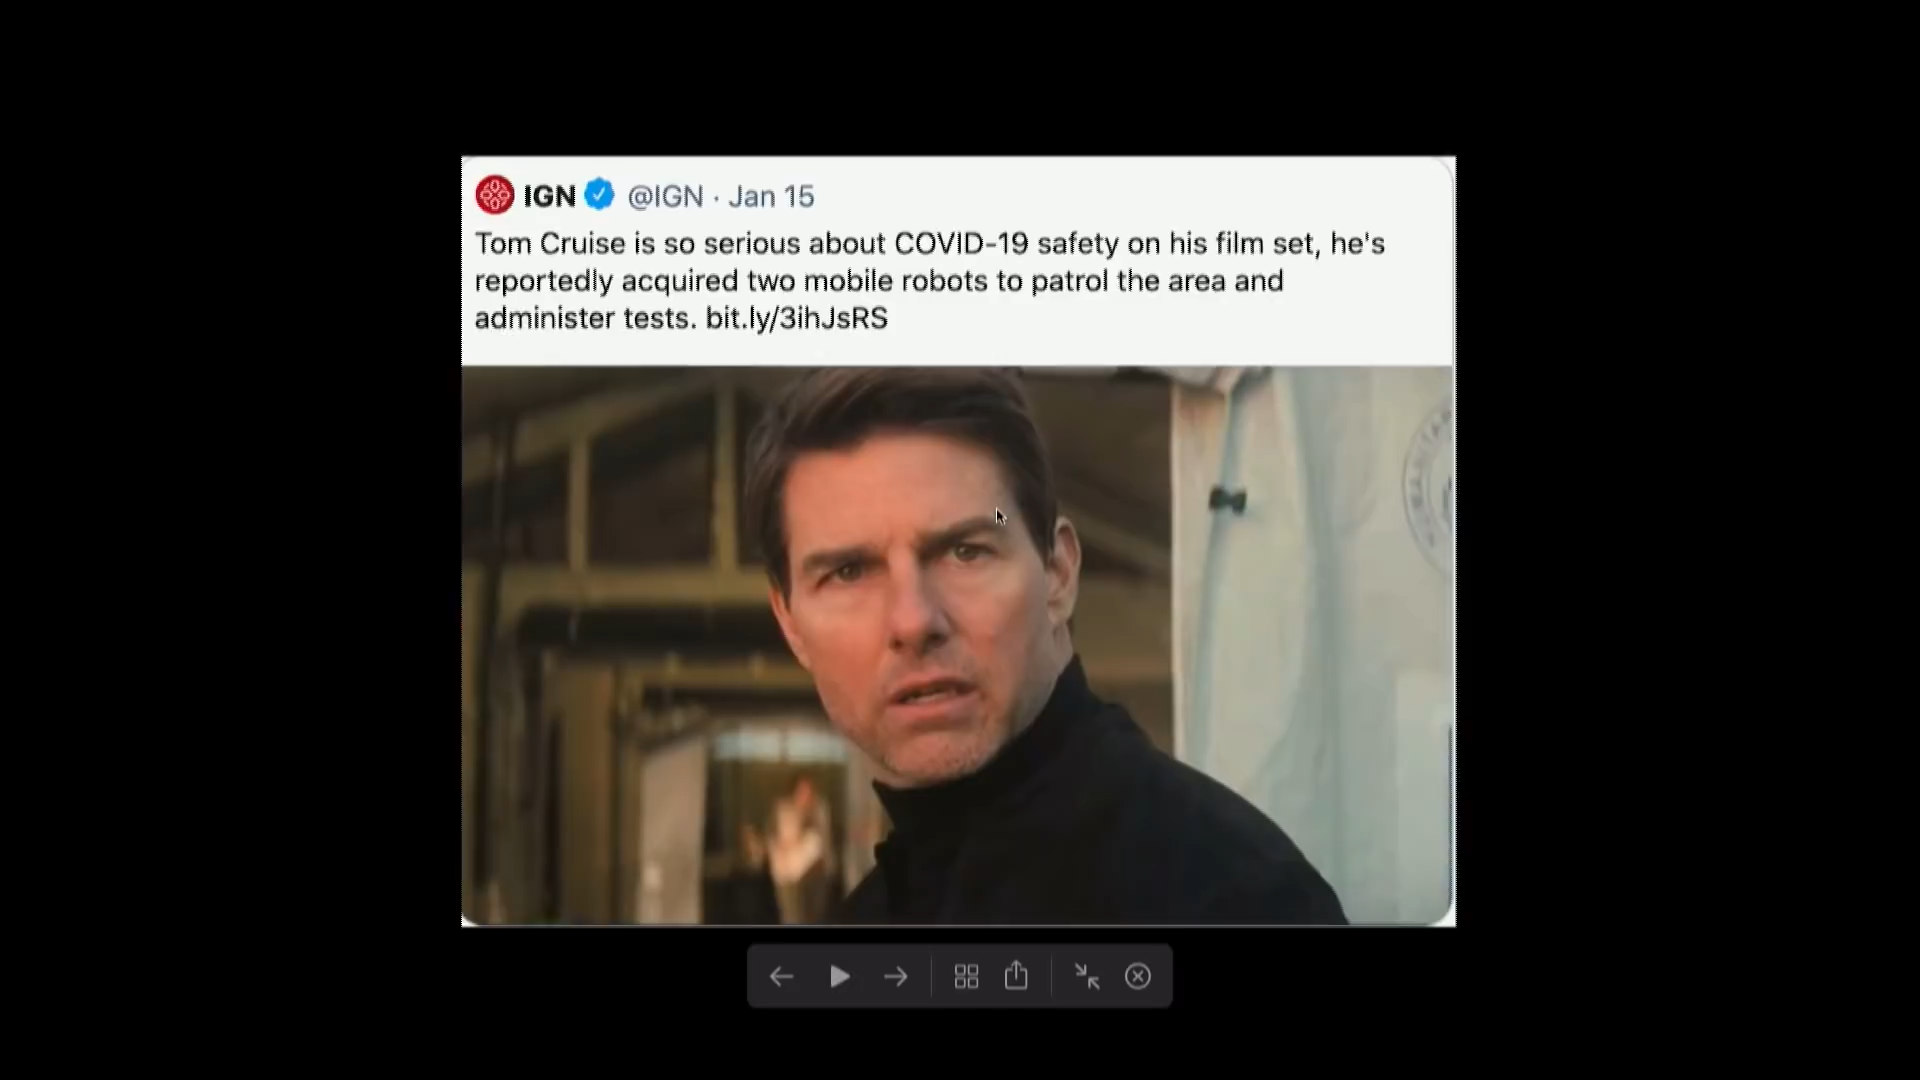 IGN @IGN · Jan 15
Tom Cruise is so serious about COVID-19 safety on his film set, he's
reportedly acquired two mobile robots to patrol the area and
administer tests. bit.ly/3ihJsRS